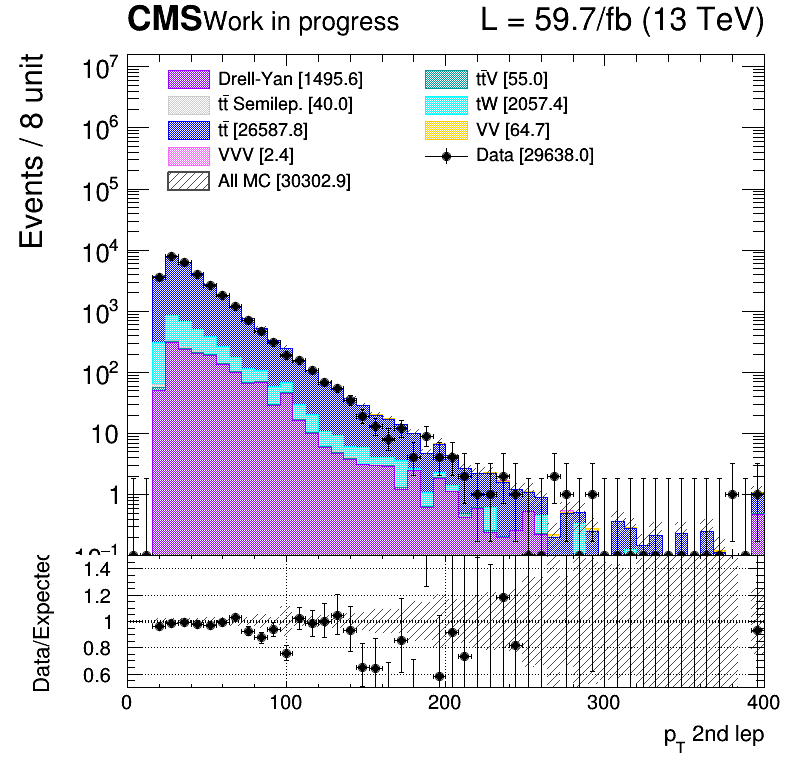 CMS Work in progress L = 59.7/fb (13 TeV)
Events / 8 unit
10⁷
10⁶
10⁵
10⁴
10³
10²
10
1
10⁻¹
Drell-Yan [1495.6]
tt̄ Semilep. [40.0]
tt̄ [26587.8]
VVV [2.4]
All MC [30302.9]
tt̄V [55.0]
tW [2057.4]
VV [64.7]
Data [29638.0]
Data/Expected
1.4
1.2
1
0.8
0.6
0 100 200 300 400
p_T 2nd lep